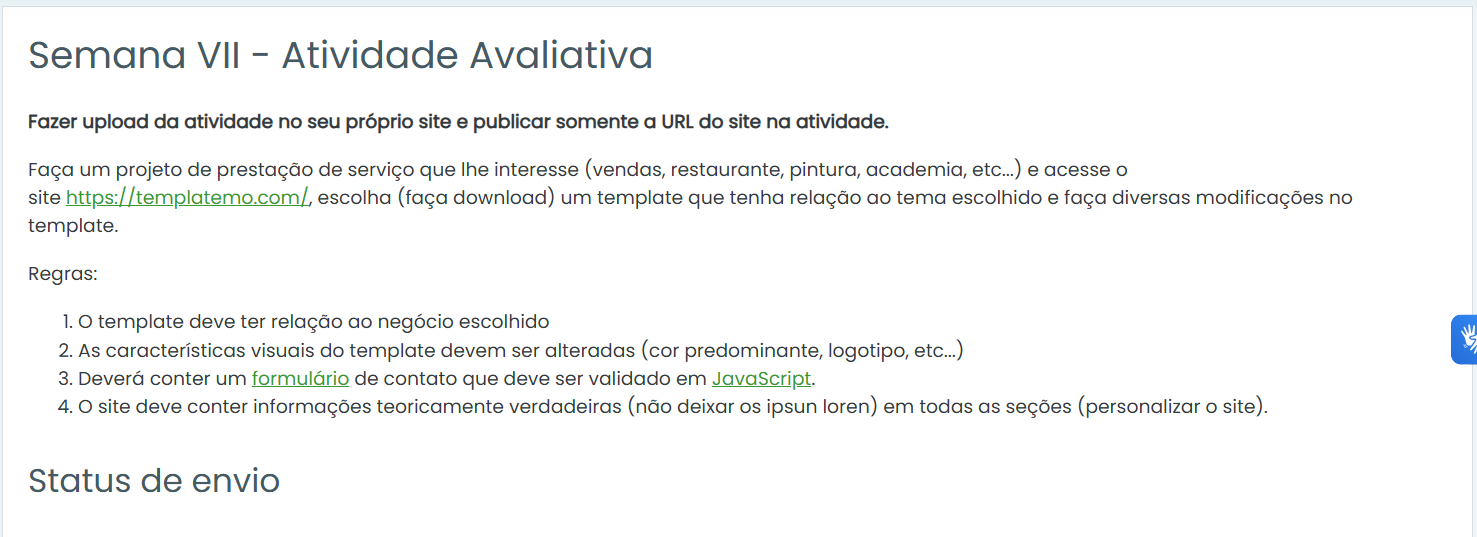 Semana VII - Atividade Avaliativa
Fazer upload da atividade no seu próprio site e publicar somente a URL do site na atividade.
Faça um projeto de prestação de serviço que lhe interesse (vendas, restaurante, pintura, academia, etc...) e acesse o
site https://templatemo.com/, escolha (faça download) um template que tenha relação ao tema escolhido e faça diversas modificações no
template.
Regras:
1. O template deve ter relação ao negócio escolhido
2. As características visuais do template devem ser alteradas (cor predominante, logotipo, etc...)
3. Deverá conter um formulário de contato que deve ser validado em JavaScript.
4. O site deve conter informações teoricamente verdadeiras (não deixar os ipsun loren) em todas as seções (personalizar o site).
Status de envio